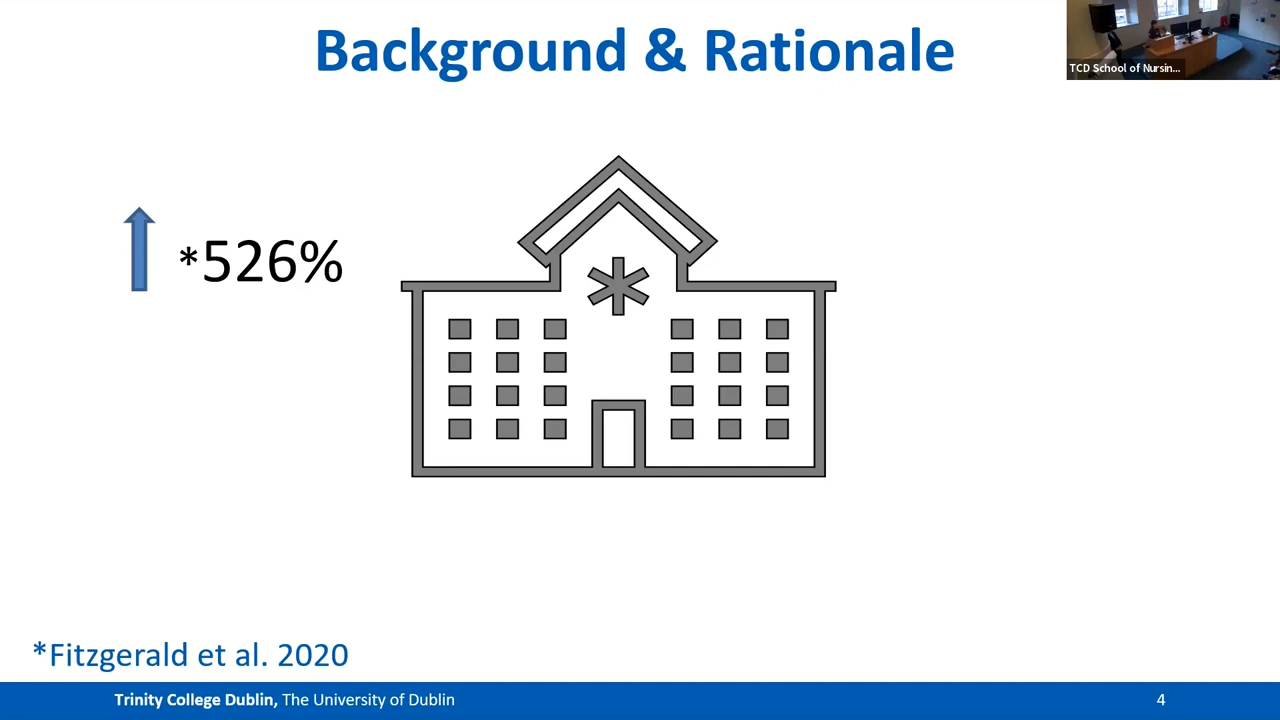 Background & Rationale
TCD School of Nursin...
*526%
*Fitzgerald et al. 2020
Trinity College Dublin, The University of Dublin
4